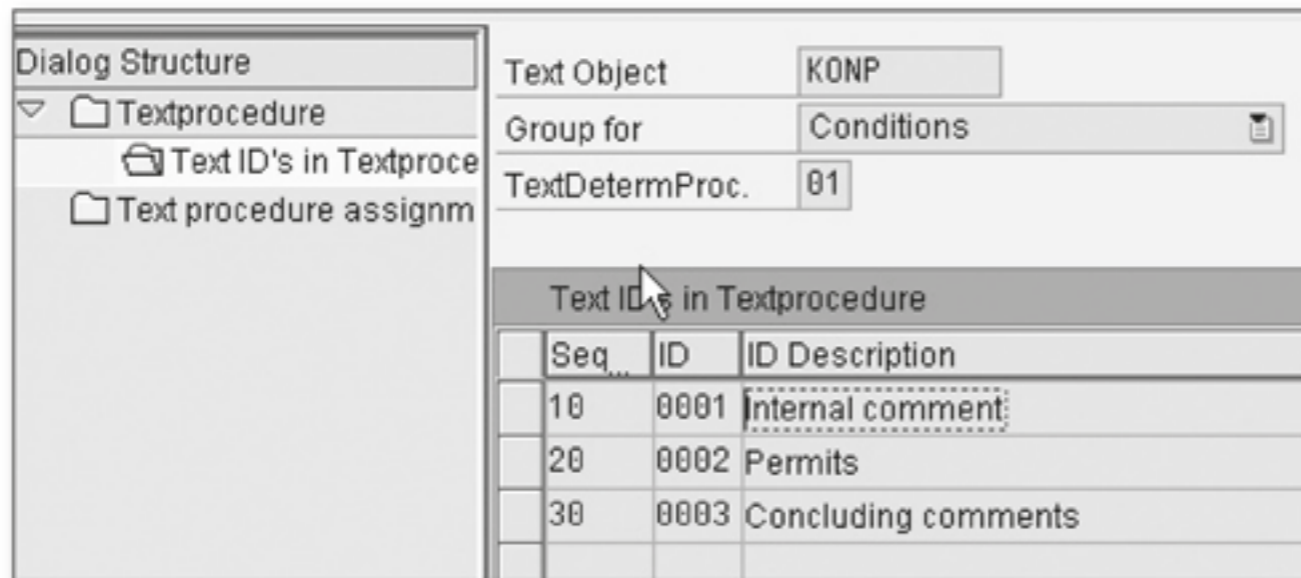 Dialog Structure
Textprocedure
Text ID's in Textproce
Text procedure assignm
Text Object KONP
Group for Conditions
TextDetermProc. 01
Text ID's in Textprocedure
Seq... ID ID Description
10 0001 Internal comment
20 0002 Permits
30 0003 Concluding comments